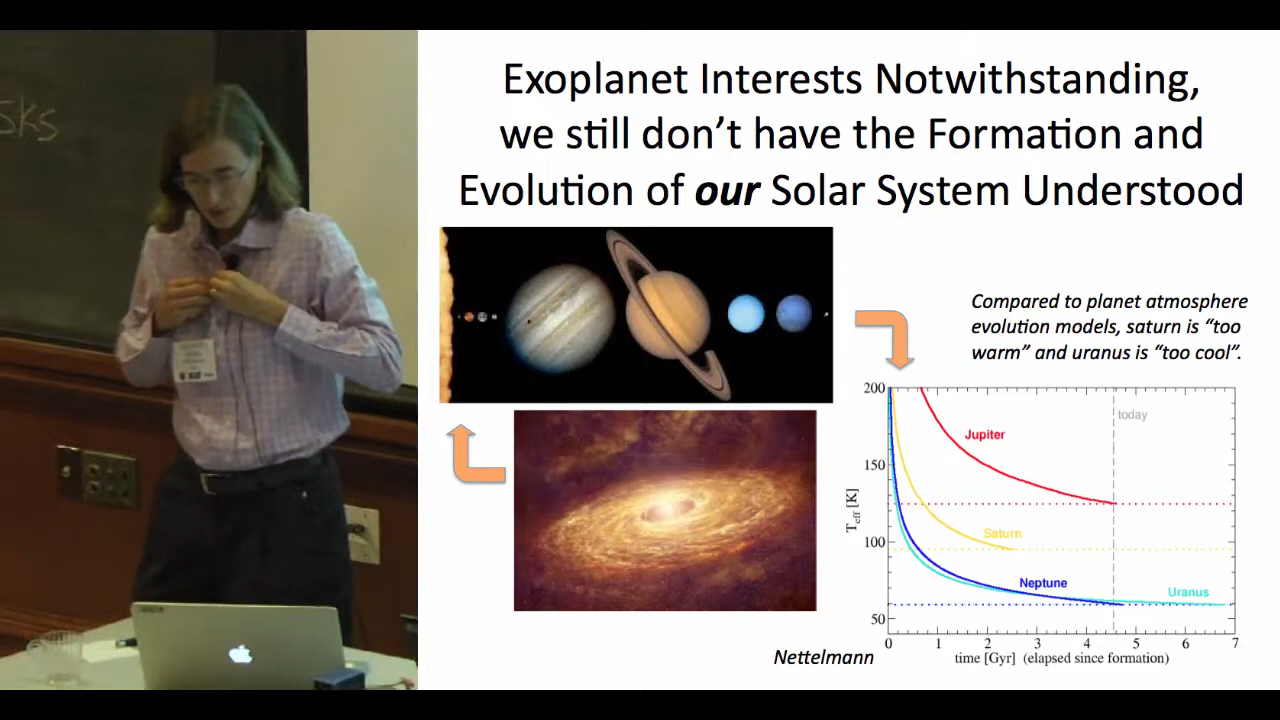 sks
Exoplanet Interests Notwithstanding,
we still don't have the Formation and
Evolution of our Solar System Understood
Compared to planet atmosphere
evolution models, saturn is "too
warm" and uranus is "too cool".
200
150
100
50
T_eff [K]
today
Jupiter
Saturn
Neptune
Uranus
0 1 2 3 4 5 6 7
time [Gyr] (elapsed since formation)
Nettelmann